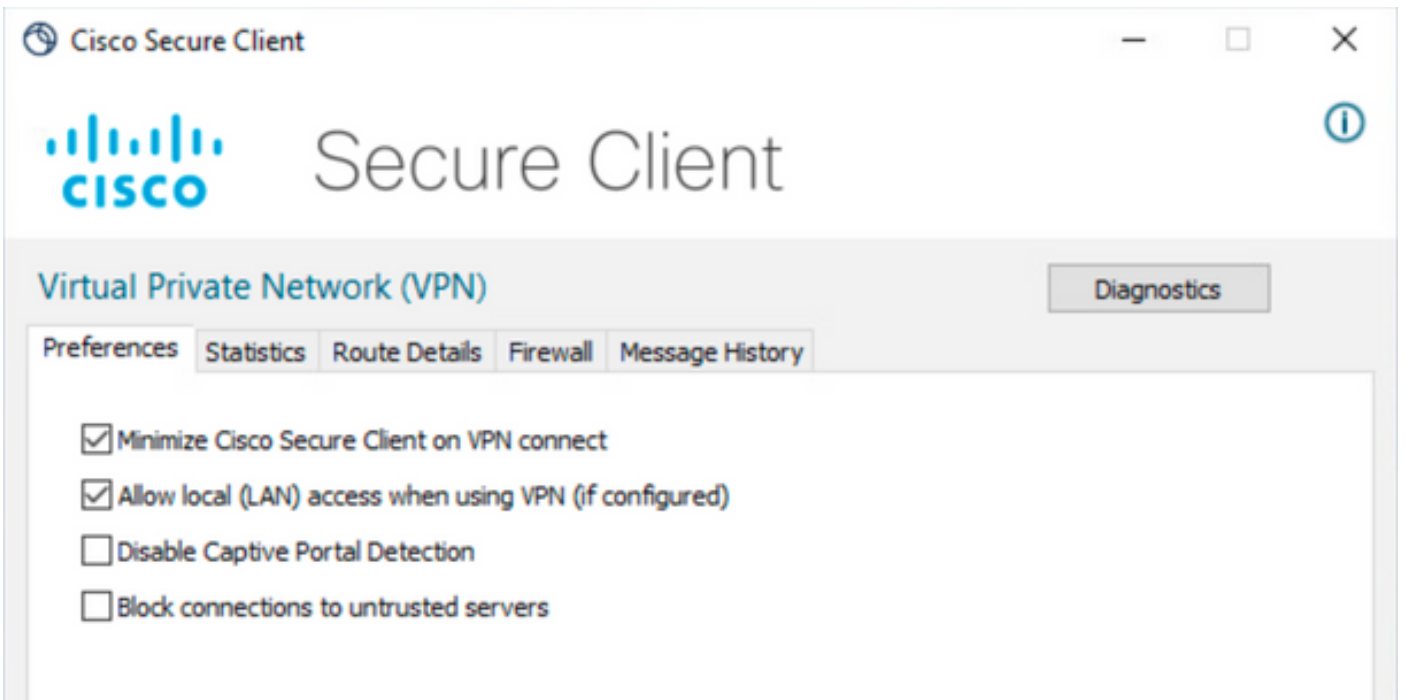 Cisco Secure Client
CISCO
Secure Client
Virtual Private Network (VPN)
Diagnostics
Preferences Statistics Route Details Firewall Message History
Minimize Cisco Secure Client on VPN connect
Allow local (LAN) access when using VPN (if configured)
Disable Captive Portal Detection
Block connections to untrusted servers